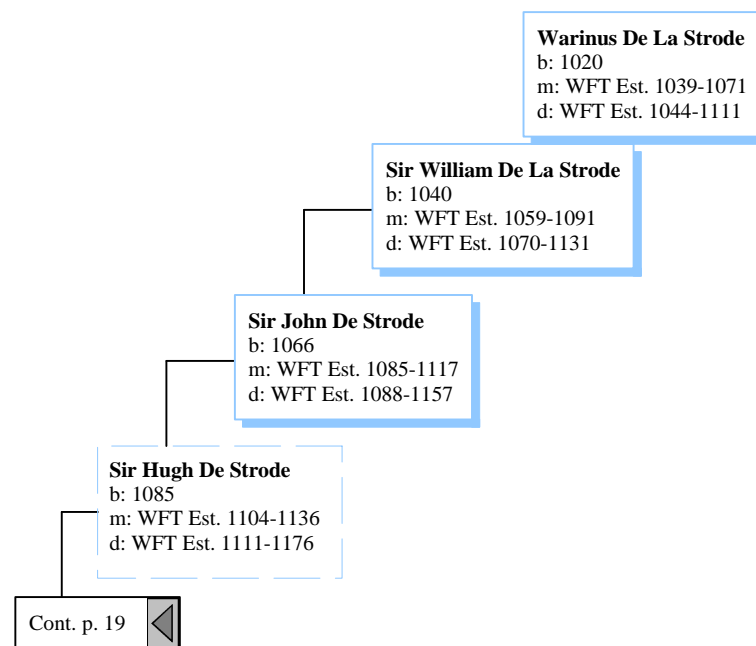 Warinus De La Strode
b: 1020
m: WFT Est. 1039-1071
d: WFT Est. 1044-1111
Sir William De La Strode
b: 1040
m: WFT Est. 1059-1091
d: WFT Est. 1070-1131
Sir John De Strode
b: 1066
m: WFT Est. 1085-1117
d: WFT Est. 1088-1157
Sir Hugh De Strode
b: 1085
m: WFT Est. 1104-1136
d: WFT Est. 1111-1176
Cont. p. 19